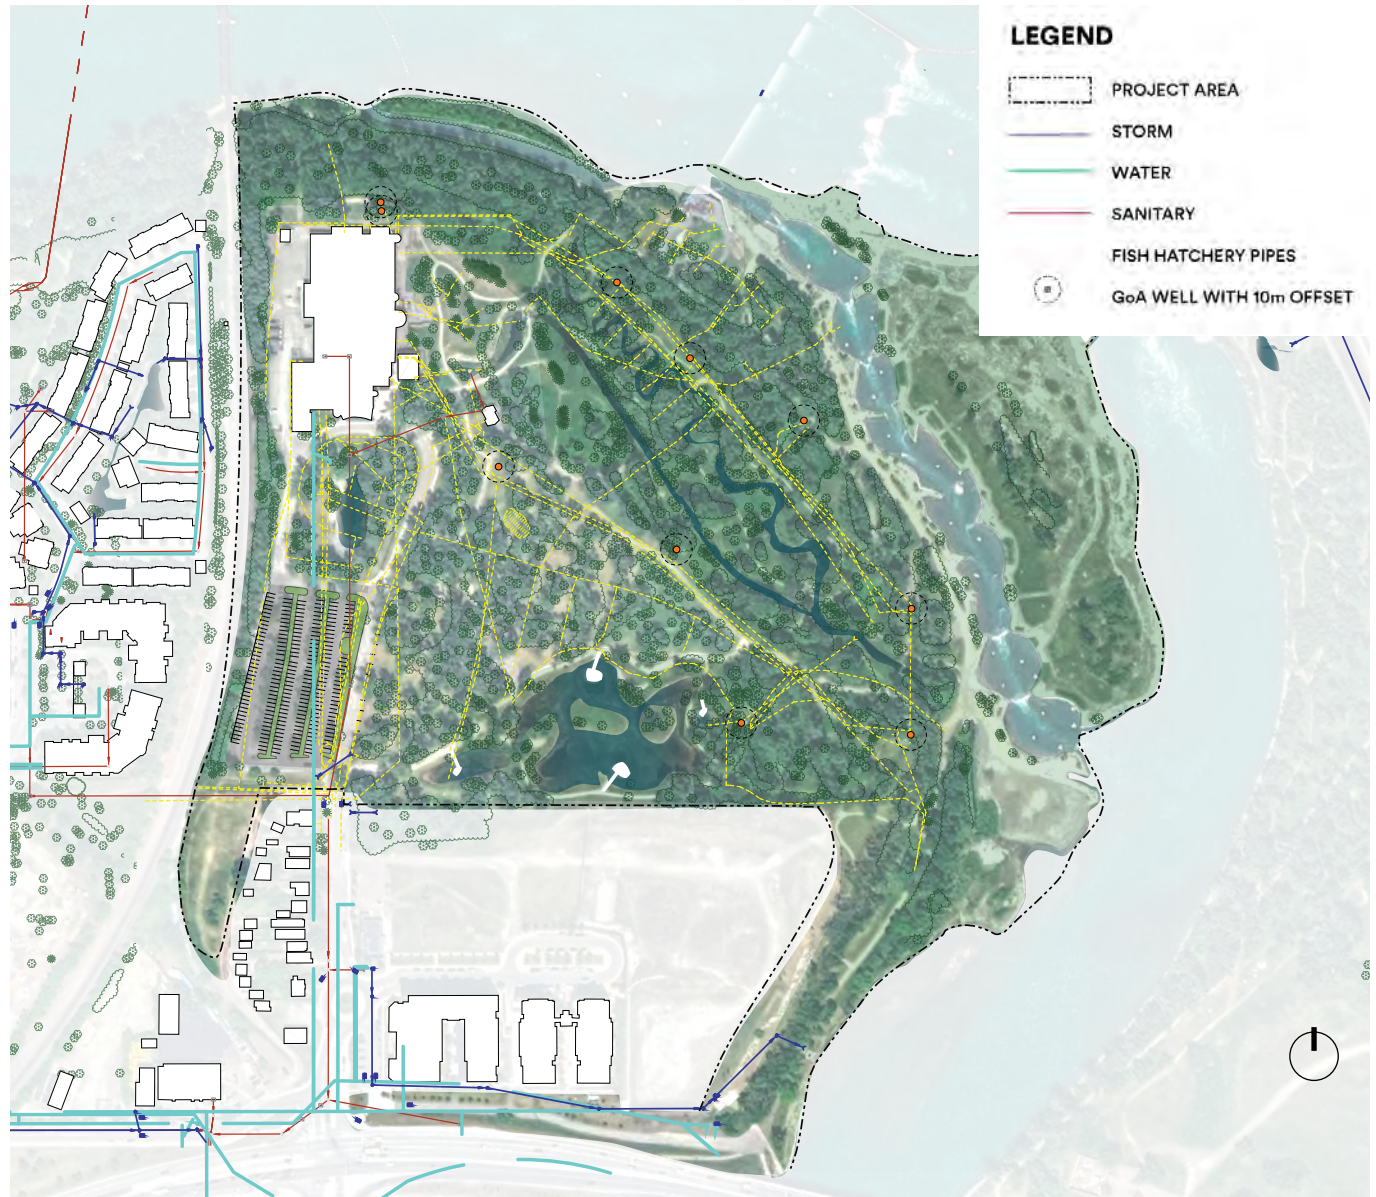 LEGEND
PROJECT AREA
STORM
WATER
SANITARY
FISH HATCHERY PIPES
GoA WELL WITH 10m OFFSET